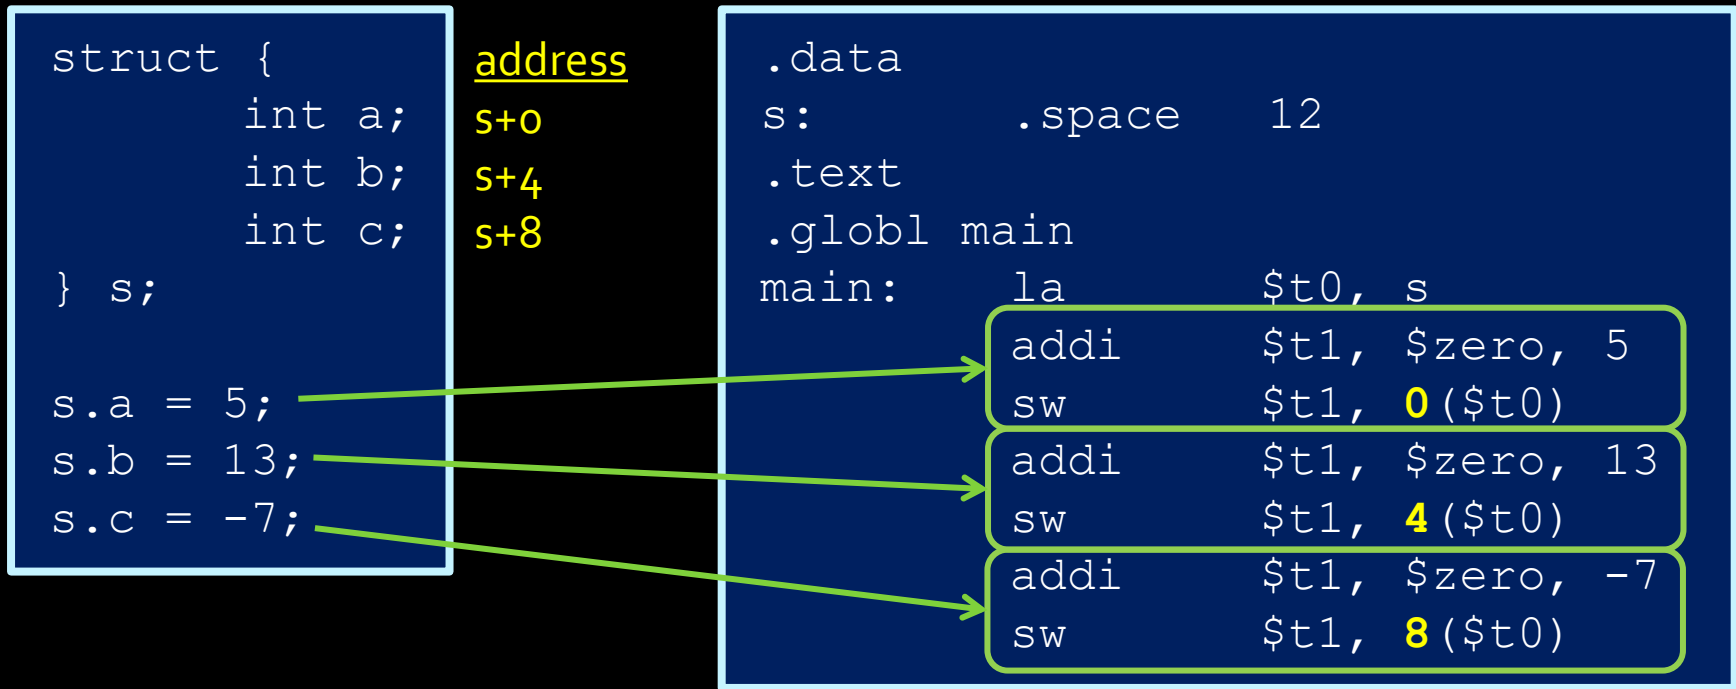 struct {
int a;
int b;
int c;
} s;
s.a = 5;
s.b = 13;
s.c = -7;
address
s+0
s+4
s+8
.data
s: .space 12
.text
.globl main
main: la $t0, s
addi $t1, $zero, 5
sw $t1, 0($t0)
addi $t1, $zero, 13
sw $t1, 4($t0)
addi $t1, $zero, -7
sw $t1, 8($t0)